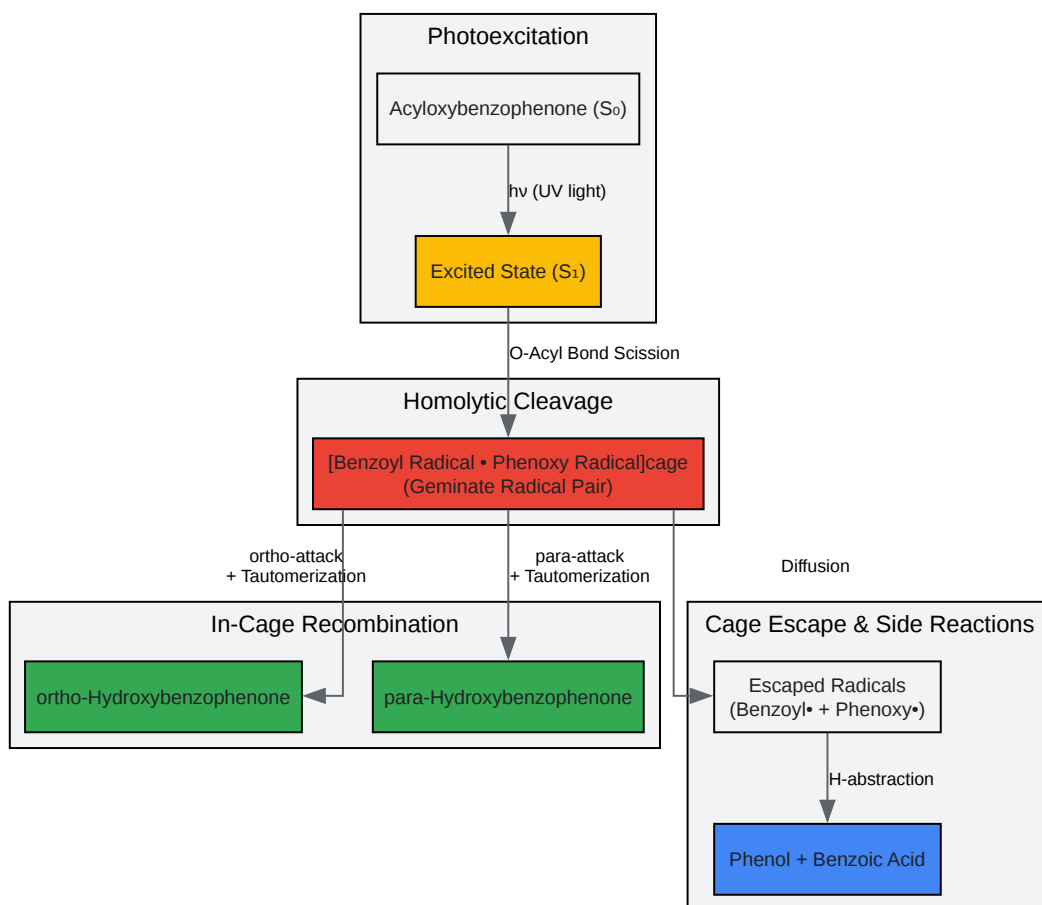 Photoexcitation
Acyloxybenzophenone (S₀)
hν (UV light)
Excited State (S₁)
O-Acyl Bond Scission
Homolytic Cleavage
[Benzoyl Radical • Phenoxy Radical]cage
(Geminate Radical Pair)
ortho-attack
+ Tautomerization
para-attack
+ Tautomerization
Diffusion
In-Cage Recombination
ortho-Hydroxybenzophenone
para-Hydroxybenzophenone
Cage Escape & Side Reactions
Escaped Radicals
(Benzoyl• + Phenoxy•)
H-abstraction
Phenol + Benzoic Acid